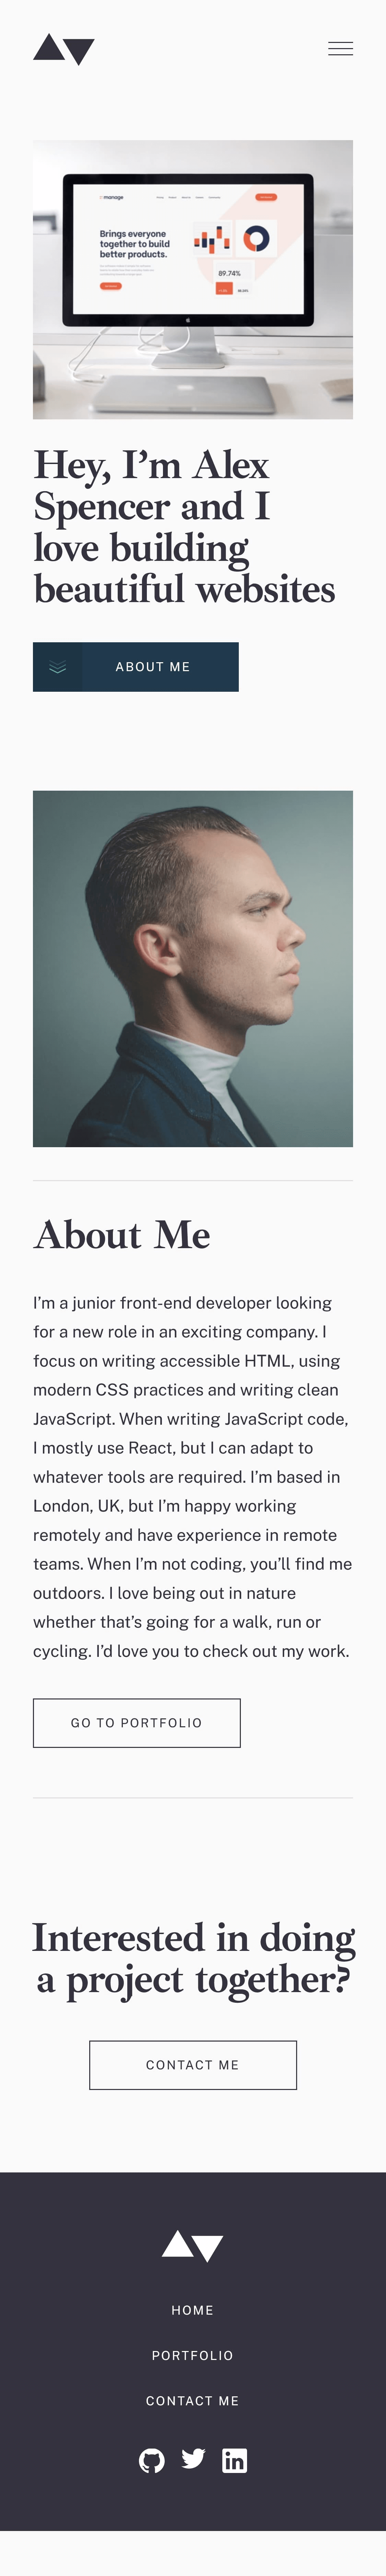 manage
Brings everyone
together to build
better products.
89.74%
Hey, I’m Alex
Spencer and I
love building
beautiful websites
ABOUT ME
About Me
I’m a junior front-end developer looking
for a new role in an exciting company. I
focus on writing accessible HTML, using
modern CSS practices and writing clean
JavaScript. When writing JavaScript code,
I mostly use React, but I can adapt to
whatever tools are required. I’m based in
London, UK, but I’m happy working
remotely and have experience in remote
teams. When I’m not coding, you’ll find me
outdoors. I love being out in nature
whether that’s going for a walk, run or
cycling. I’d love you to check out my work.
GO TO PORTFOLIO
Interested in doing
a project together?
CONTACT ME
HOME
PORTFOLIO
CONTACT ME
in